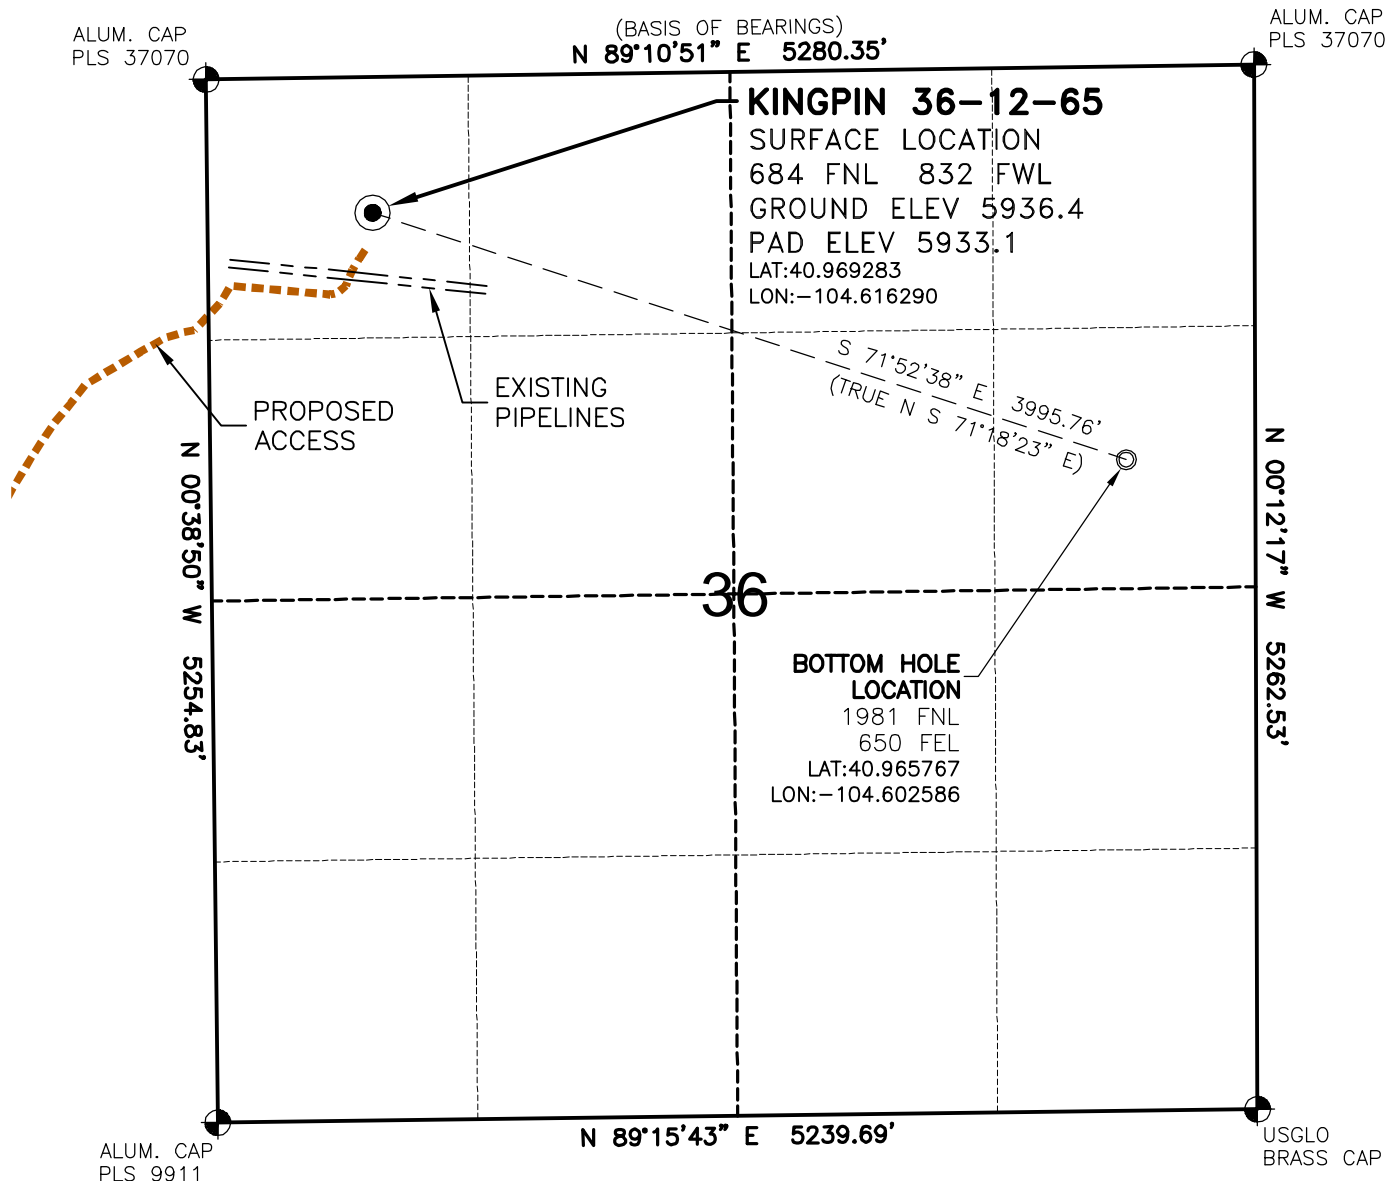 ALUM. CAP
PLS 37070
(BASIS OF BEARINGS)
N 89°10'51" E 5280.35'
ALUM. CAP
PLS 37070
KINGPIN 36-12-65
SURFACE LOCATION
684 FNL 832 FWL
GROUND ELEV 5936.4
PAD ELEV 5933.1
LAT:40.969283
LON:-104.616290
S 71°52'38" E 3995.76'
(TRUE N S 71°18'23" E)
EXISTING
PIPELINES
PROPOSED
ACCESS
N 00°38'50" W 5254.83'
N 00°12'17" W 5262.53'
36
BOTTOM HOLE
LOCATION
1981 FNL
650 FEL
LAT:40.965767
LON:-104.602586
N 89°15'43" E 5239.69'
ALUM. CAP
PLS 9911
USGLO
BRASS CAP